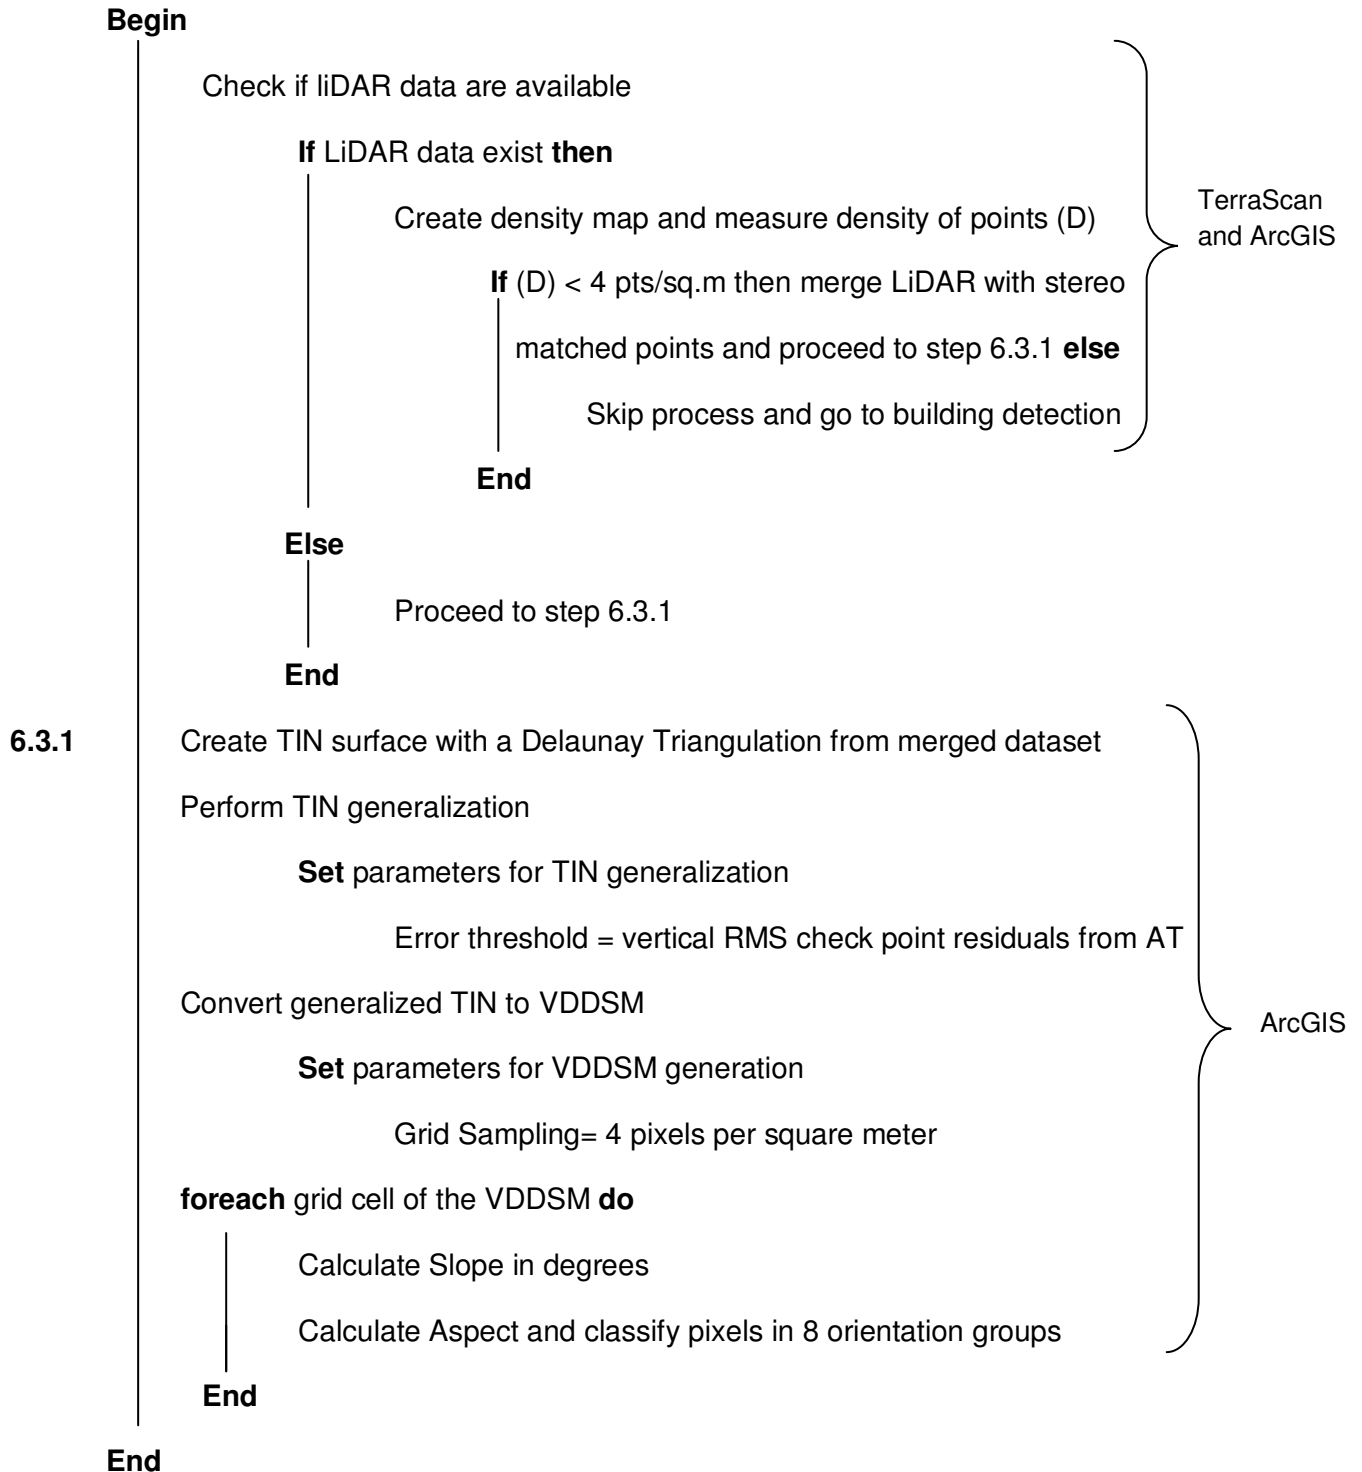 Begin
Check if liDAR data are available
If LiDAR data exist then
Create density map and measure density of points (D)
If (D) < 4 pts/sq.m then merge LiDAR with stereo
matched points and proceed to step 6.3.1 else
Skip process and go to building detection
End
TerraScan
and ArcGIS
Else
Proceed to step 6.3.1
End
6.3.1 Create TIN surface with a Delaunay Triangulation from merged dataset
Perform TIN generalization
Set parameters for TIN generalization
Error threshold = vertical RMS check point residuals from AT
Convert generalized TIN to VDDSM
Set parameters for VDDSM generation
Grid Sampling= 4 pixels per square meter
foreach grid cell of the VDDSM do
Calculate Slope in degrees
Calculate Aspect and classify pixels in 8 orientation groups
End
ArcGIS
End